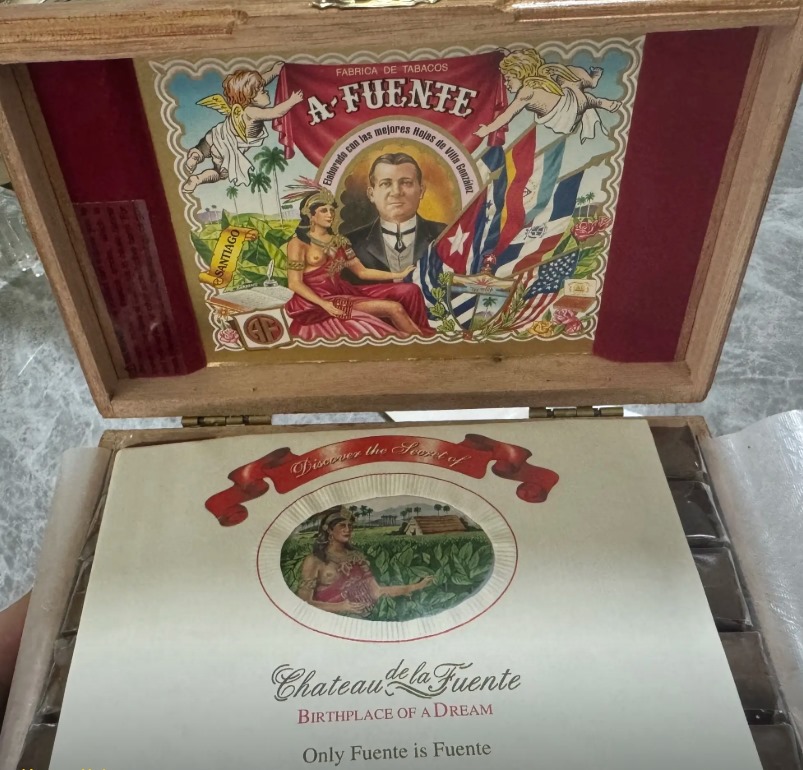 FABRICA DE TABACOS
A-FUENTE
Elaborado con las mejores Hojas de Villa González
SANTIAGO
AF
Discover the Secret of
Chateau de la Fuente
BIRTHPLACE OF A DREAM
Only Fuente is Fuente